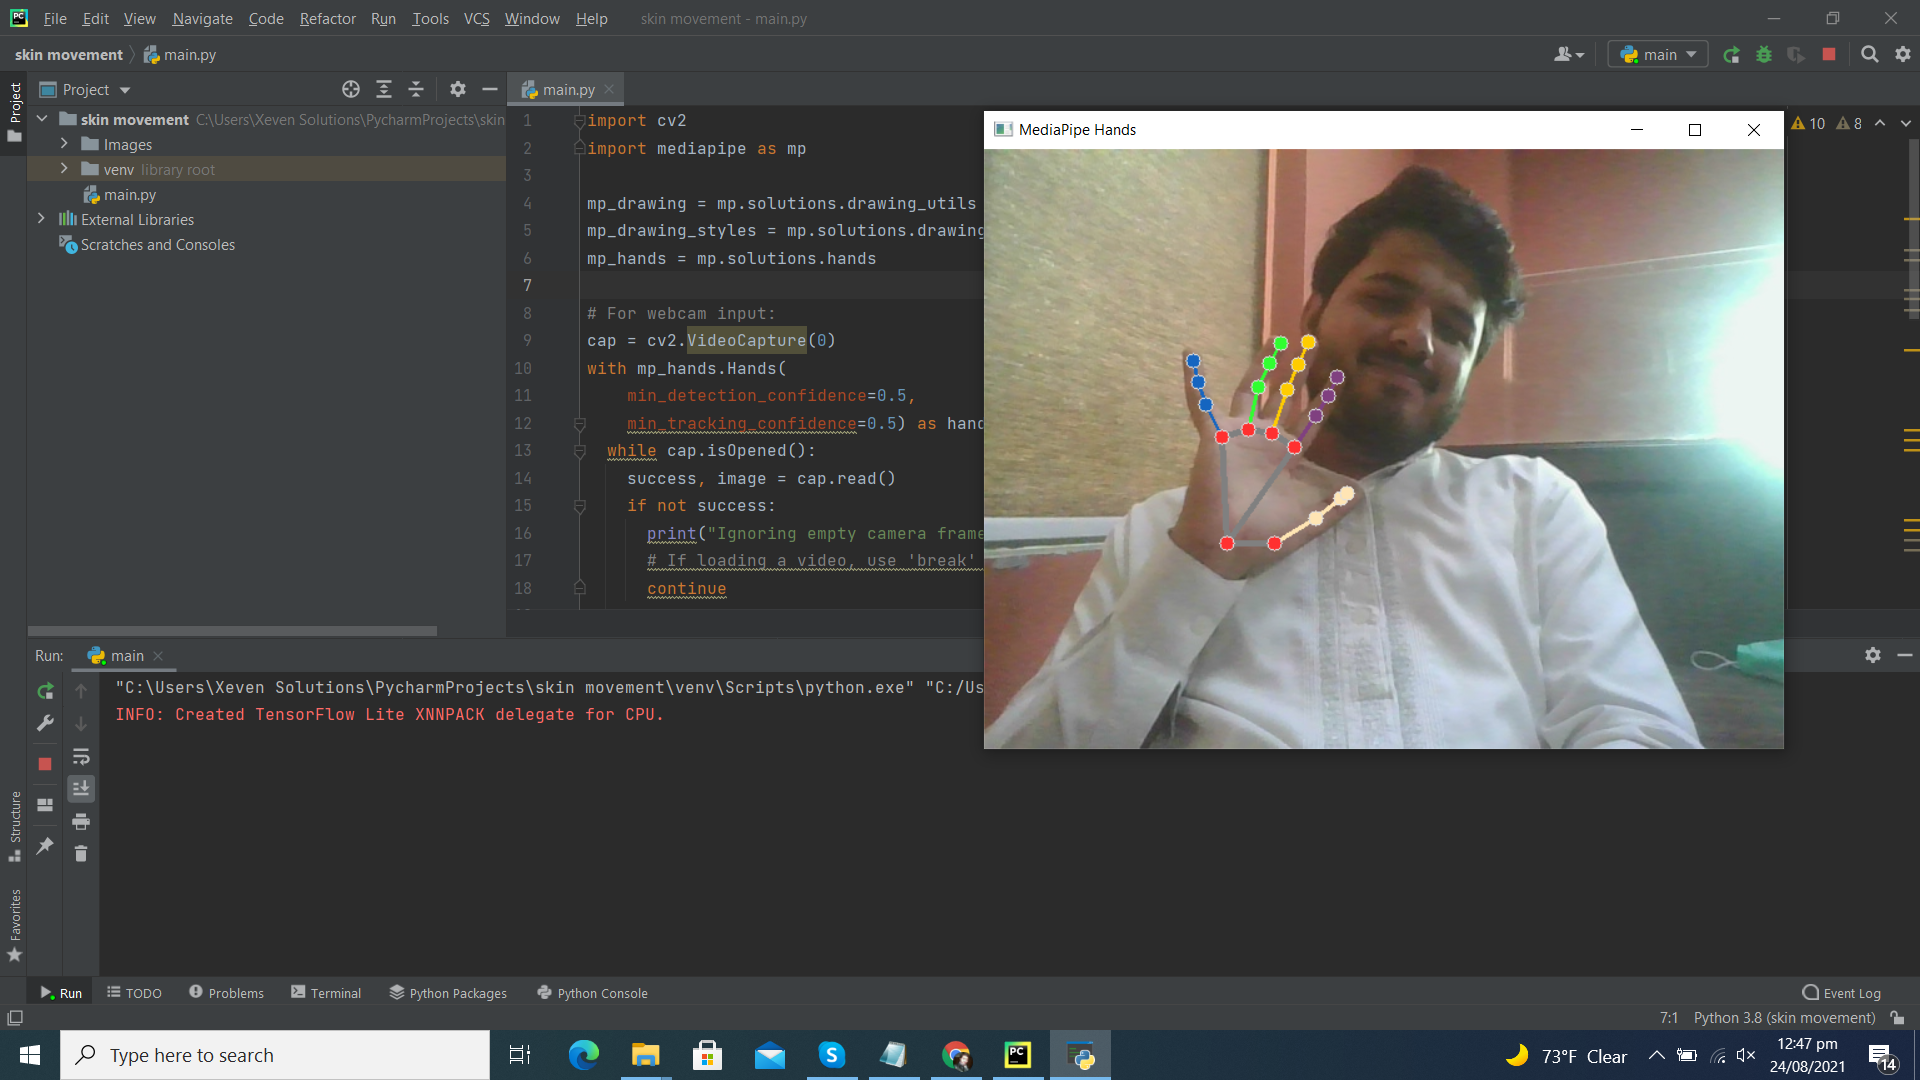 PC File Edit View Navigate Code Refactor Run Tools VCS Window Help skin movement - main.py
skin movement main.py main
Project
Project main.py
skin movement C:\Users\Xeven Solutions\PycharmProjects\skin
Images
venv library root
main.py
External Libraries
Scratches and Consoles
1 import cv2
2 import mediapipe as mp
3
4 mp_drawing = mp.solutions.drawing_utils
5 mp_drawing_styles = mp.solutions.drawing
6 mp_hands = mp.solutions.hands
7
8 # For webcam input:
9 cap = cv2.VideoCapture(0)
10 with mp_hands.Hands(
11 min_detection_confidence=0.5,
12 min_tracking_confidence=0.5) as hand
13 while cap.isOpened():
14 success, image = cap.read()
15 if not success:
16 print("Ignoring empty camera frame
17 # If loading a video, use 'break'
18 continue
10 8
MediaPipe Hands
Run: main
"C:\Users\Xeven Solutions\PycharmProjects\skin movement\venv\Scripts\python.exe" "C:/Us
INFO: Created TensorFlow Lite XNNPACK delegate for CPU.
Structure
Favorites
Run TODO Problems Terminal Python Packages Python Console Event Log
7:1 Python 3.8 (skin movement)
Type here to search
S
PC
73°F Clear
12:47 pm
24/08/2021
14